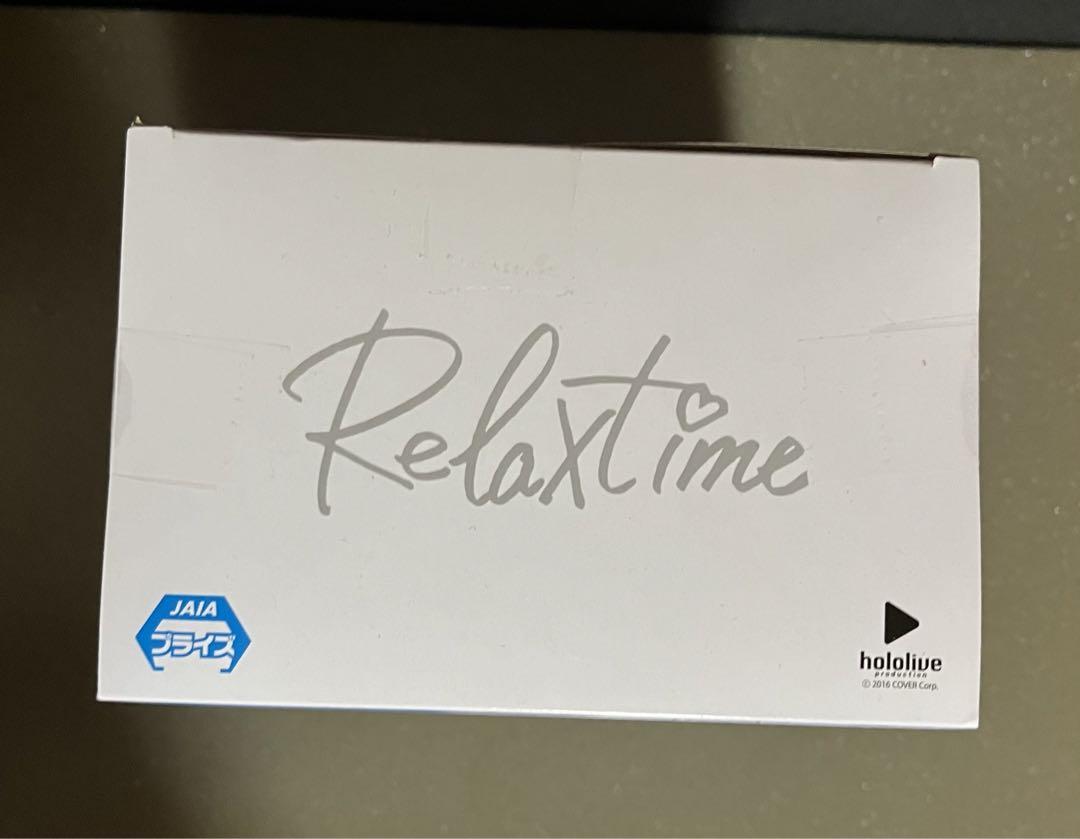 Relaxtime
JAIA
プライズ
hololive
production
© 2016 COVER Corp.